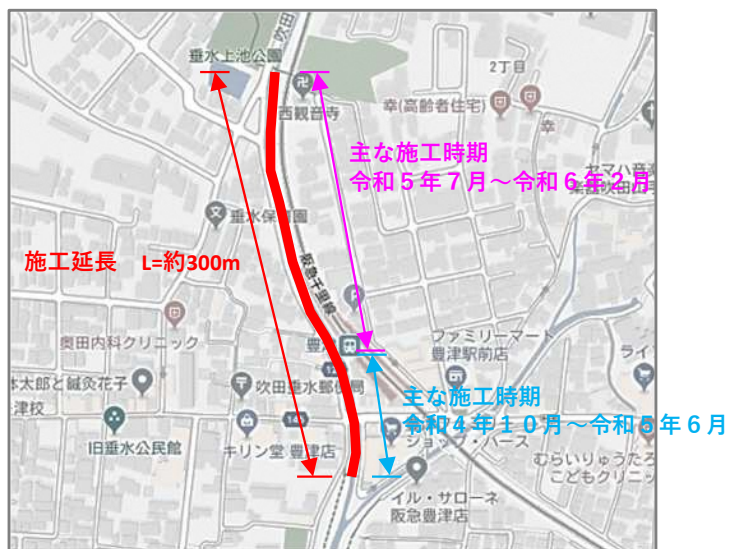 吹田
垂水上池公園
西観音寺
2丁目
幸(高齢者住宅)
幸
主な施工時期
令和５年７月～令和６年２月
ヤマハ音楽
垂水保
園
施工延長　L=約300m
阪急千里線
豊津
ファミリーマート
豊津駅前店
奥田内科クリニック
ライフ
本太郎と鍼灸花子
津校
吹田垂水郵便局
145
主な施工時期
令和４年１０月～令和５年６月
旧垂水公民館
キリン堂 豊津店
145
ショップ・ハース
むらいりゅうたろ
こどもクリニッ
イル・サローネ
阪急豊津店